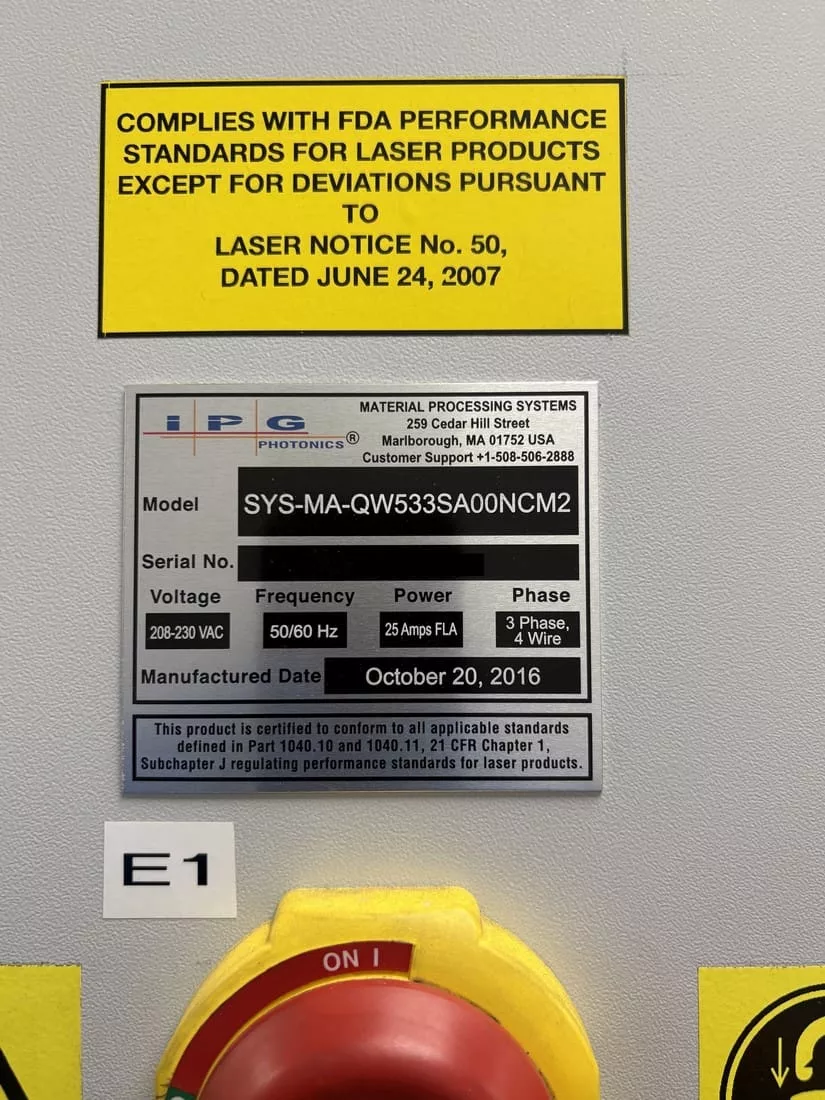 COMPLIES WITH FDA PERFORMANCE
STANDARDS FOR LASER PRODUCTS
EXCEPT FOR DEVIATIONS PURSUANT
TO
LASER NOTICE No. 50,
DATED JUNE 24, 2007
IPG
PHOTONICS®
MATERIAL PROCESSING SYSTEMS
259 Cedar Hill Street
Marlborough, MA 01752 USA
Customer Support +1-508-506-2888
Model SYS-MA-QW533SA00NCM2
Serial No.
Voltage Frequency Power Phase
208-230 VAC 50/60 Hz 25 Amps FLA 3 Phase,
4 Wire
Manufactured Date October 20, 2016
This product is certified to conform to all applicable standards
defined in Part 1040.10 and 1040.11, 21 CFR Chapter 1,
Subchapter J regulating performance standards for laser products.
E1
ON I